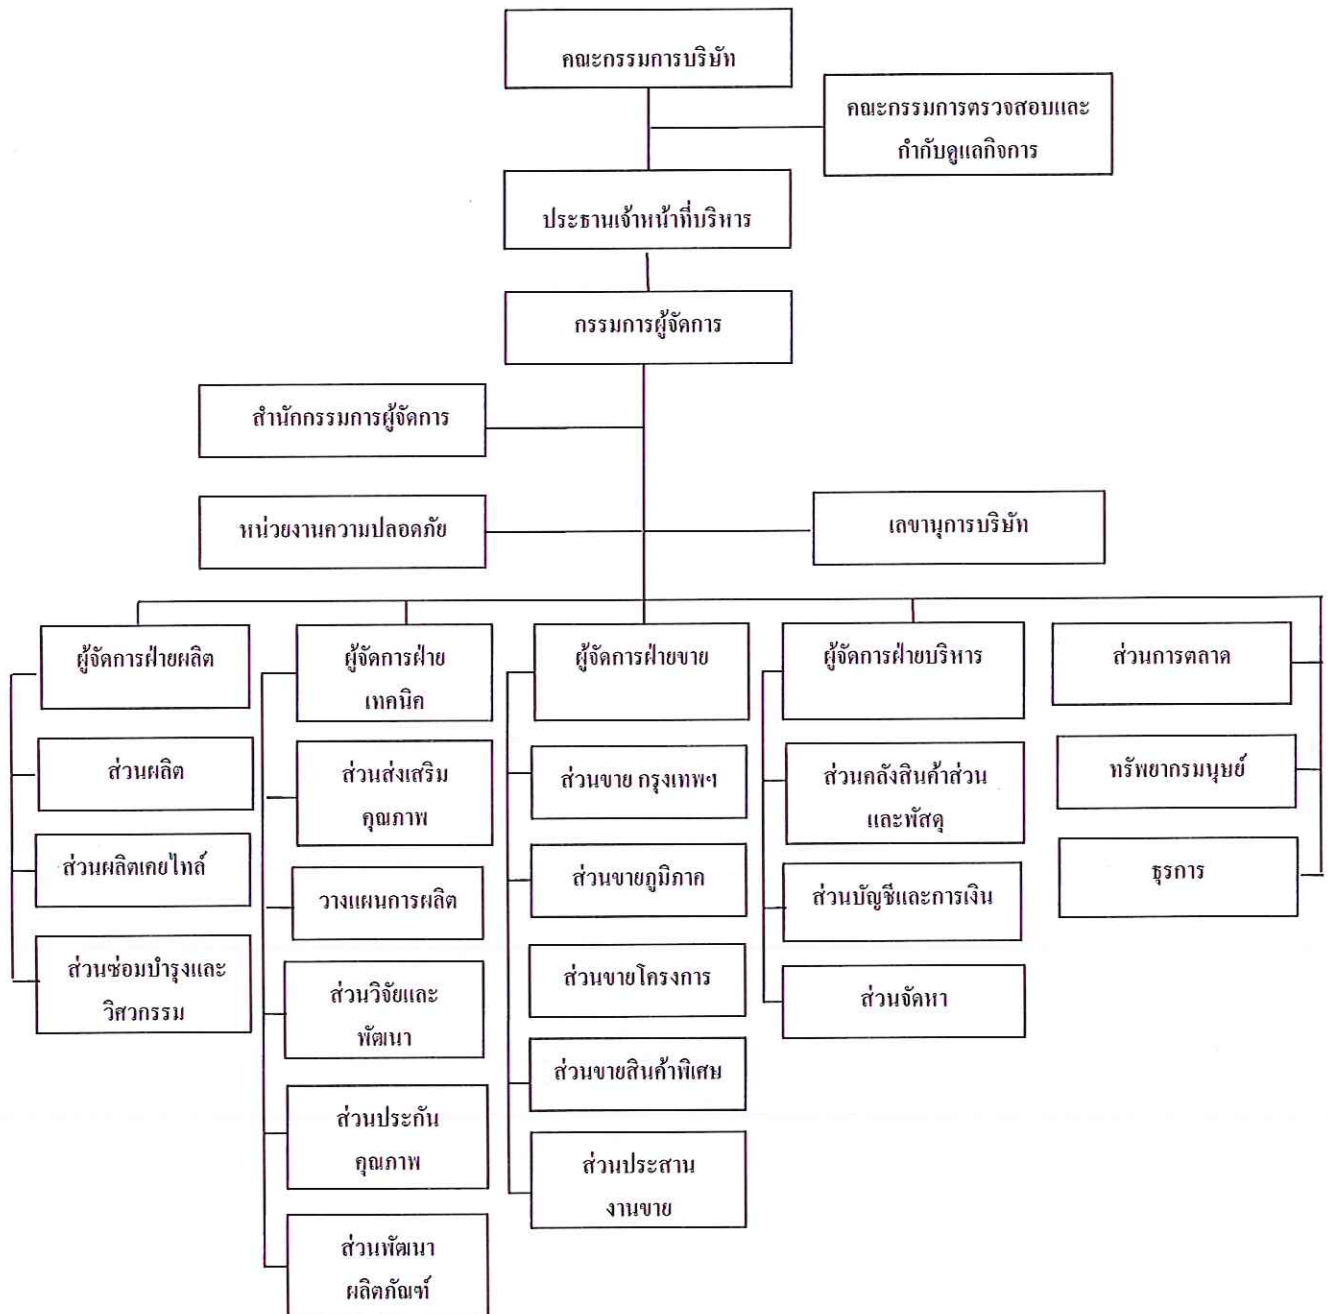 คณะกรรมการบริษัท
คณะกรรมการตรวจสอบและ
กำกับดูแลกิจการ
ประธานเจ้าหน้าที่บริหาร
กรรมการผู้จัดการ
สำนักกรรมการผู้จัดการ
หน่วยงานความปลอดภัย
เลขานุการบริษัท
ผู้จัดการฝ่ายผลิต
ส่วนผลิต
ส่วนผลิตเคยไทล์
ส่วนซ่อมบำรุงและ
วิศวกรรม
ผู้จัดการฝ่าย
เทคนิค
ส่วนส่งเสริม
คุณภาพ
วางแผนการผลิต
ส่วนวิจัยและ
พัฒนา
ส่วนประกัน
คุณภาพ
ส่วนพัฒนา
ผลิตภัณฑ์
ผู้จัดการฝ่ายขาย
ส่วนขาย กรุงเทพฯ
ส่วนขายภูมิภาค
ส่วนขายโครงการ
ส่วนขายสินค้าพิเศษ
ส่วนประสาน
งานขาย
ผู้จัดการฝ่ายบริหาร
ส่วนคลังสินค้าส่วน
และพัสดุ
ส่วนบัญชีและการเงิน
ส่วนจัดหา
ส่วนการตลาด
ทรัพยากรมนุษย์
ธุรการ